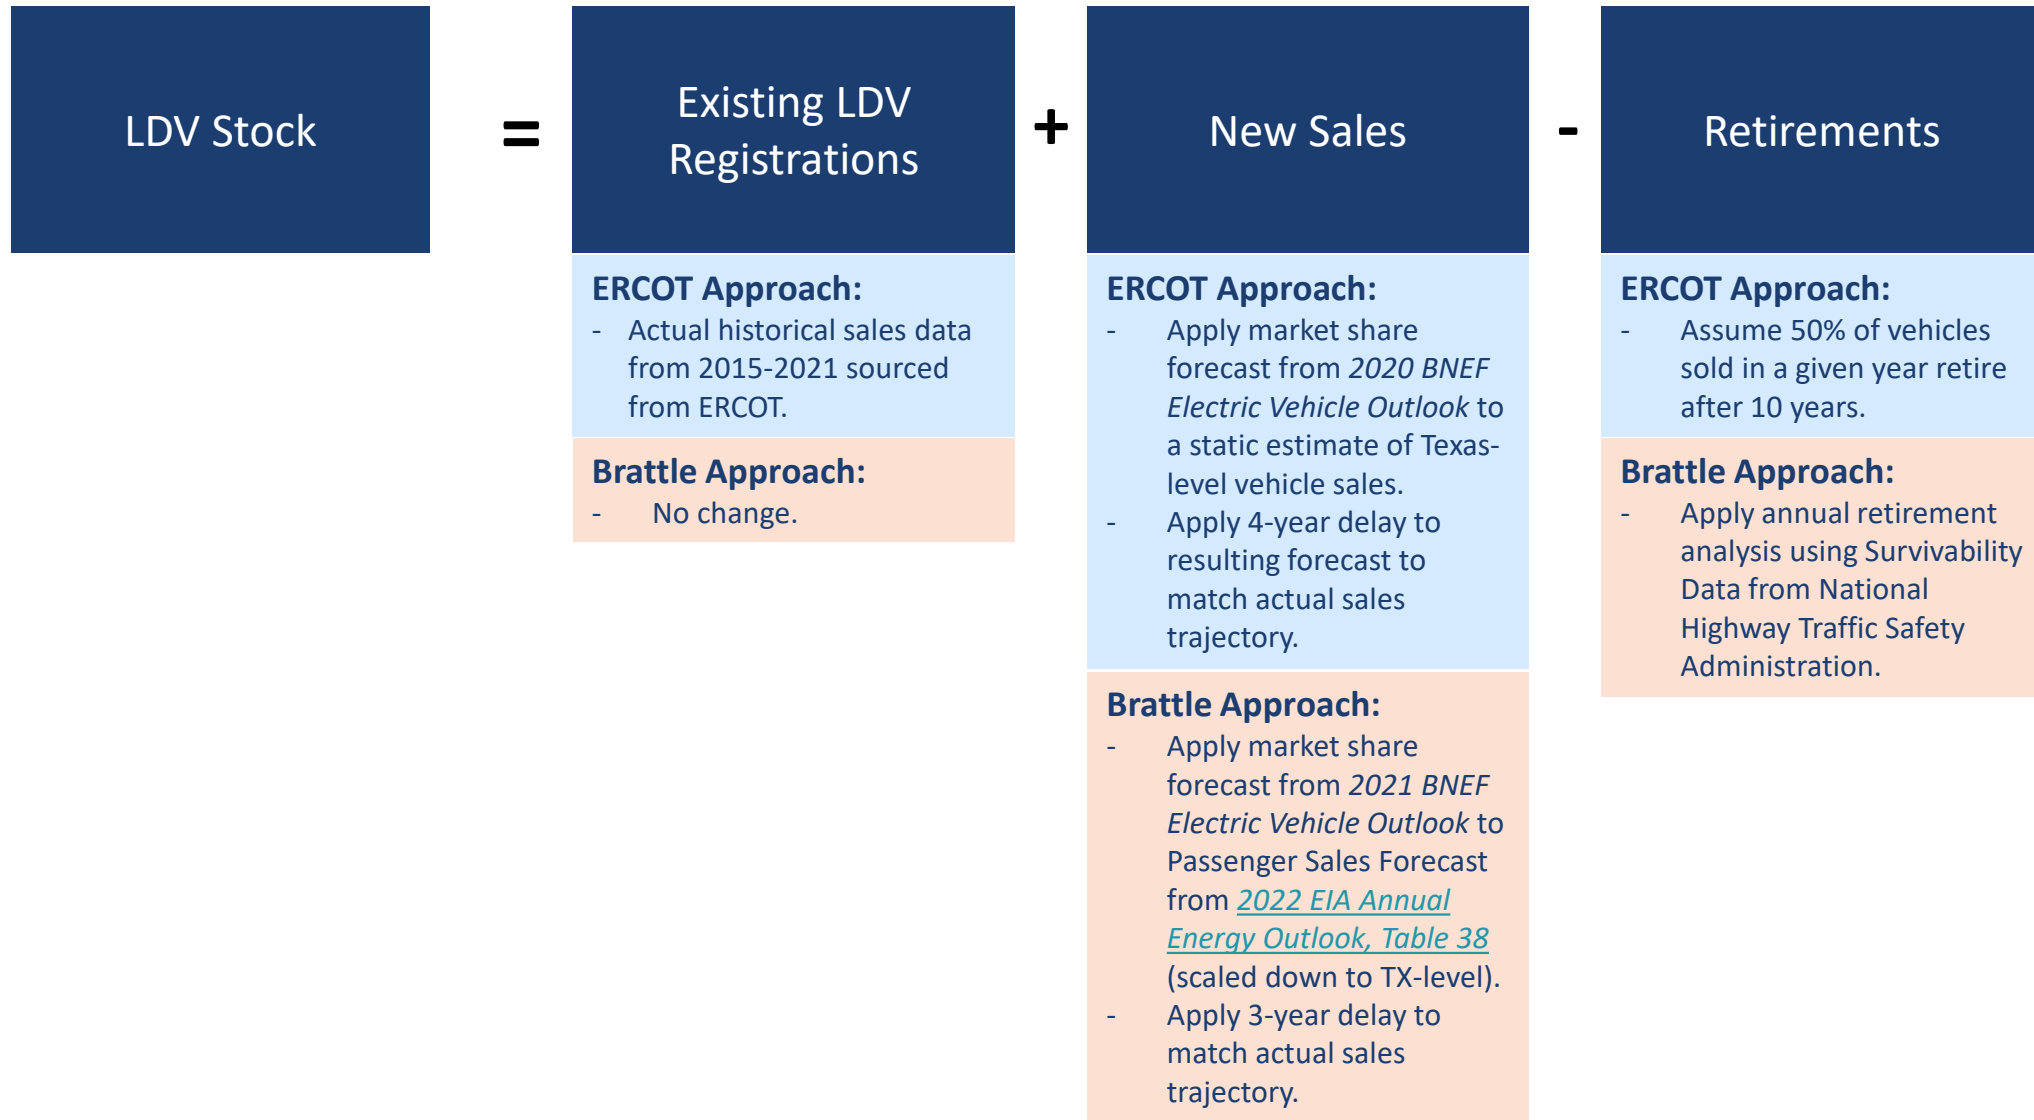 LDV Stock
=
Existing LDV
Registrations
+
New Sales
-
Retirements
ERCOT Approach:
- Actual historical sales data
from 2015-2021 sourced
from ERCOT.
Brattle Approach:
- No change.
ERCOT Approach:
- Apply market share
forecast from 2020 BNEF
Electric Vehicle Outlook to
a static estimate of Texas-
level vehicle sales.
- Apply 4-year delay to
resulting forecast to
match actual sales
trajectory.
Brattle Approach:
- Apply market share
forecast from 2021 BNEF
Electric Vehicle Outlook to
Passenger Sales Forecast
from 2022 EIA Annual
Energy Outlook, Table 38
(scaled down to TX-level).
- Apply 3-year delay to
match actual sales
trajectory.
ERCOT Approach:
- Assume 50% of vehicles
sold in a given year retire
after 10 years.
Brattle Approach:
- Apply annual retirement
analysis using Survivability
Data from National
Highway Traffic Safety
Administration.